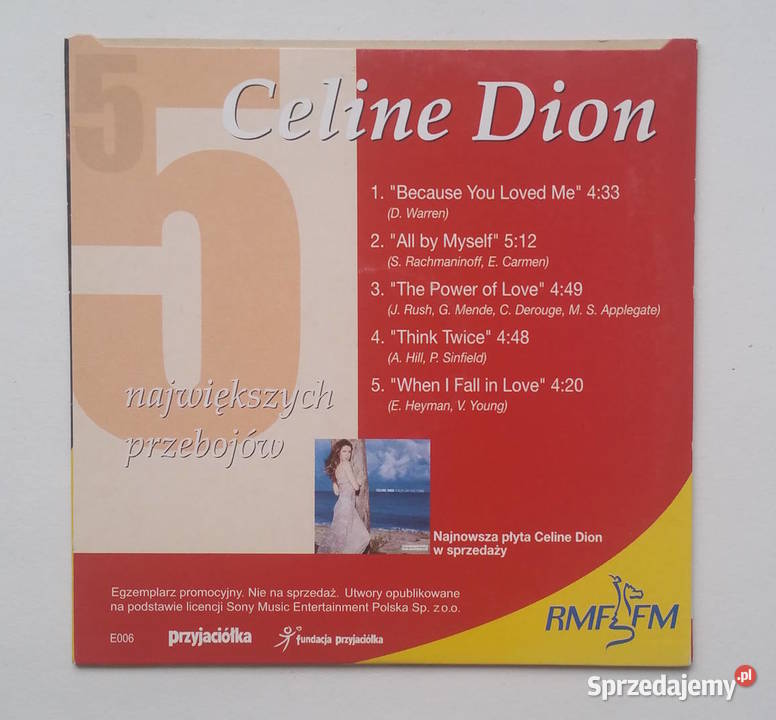 5
5
Celine Dion
1. "Because You Loved Me" 4:33
(D. Warren)
2. "All by Myself" 5:12
(S. Rachmaninoff, E. Carmen)
3. "The Power of Love" 4:49
(J. Rush, G. Mende, C. Derouge, M. S. Applegate)
4. "Think Twice" 4:48
(A. Hill, P. Sinfield)
5. "When I Fall in Love" 4:20
(E. Heyman, V. Young)
największych
przebojów
CELINE DION
Najnowsza płyta Celine Dion
w sprzedaży
Egzemplarz promocyjny. Nie na sprzedaż. Utwory opublikowane
na podstawie licencji Sony Music Entertainment Polska Sp. z o.o.
E006
przyjaciółka
fundacja przyjaciółka
RMF FM
Sprzedajemy.pl